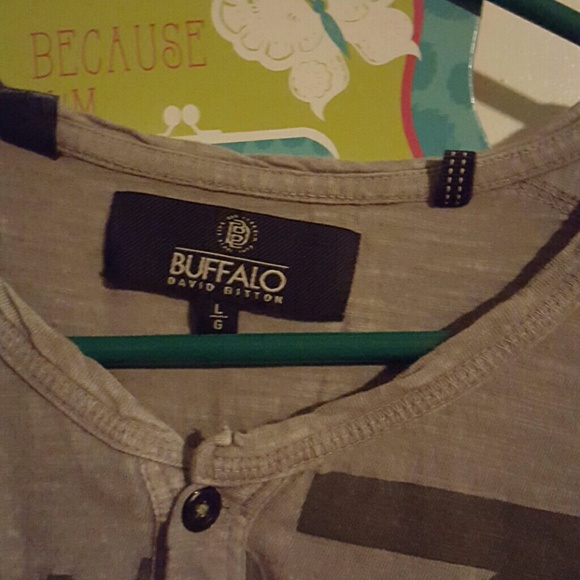 BECAUSE
I'M
BUFFALO
DAVID BITTON
L
G